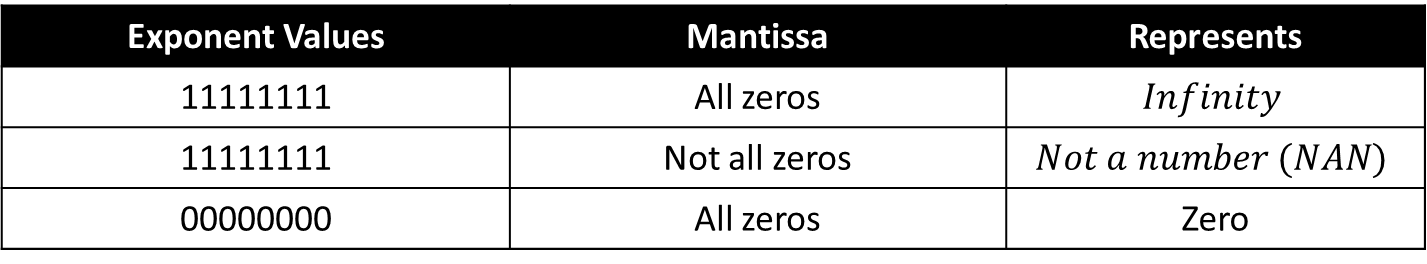 Exponent Values Mantissa Represents
11111111 All zeros Infinity
11111111 Not all zeros Not a number (NAN)
00000000 All zeros Zero